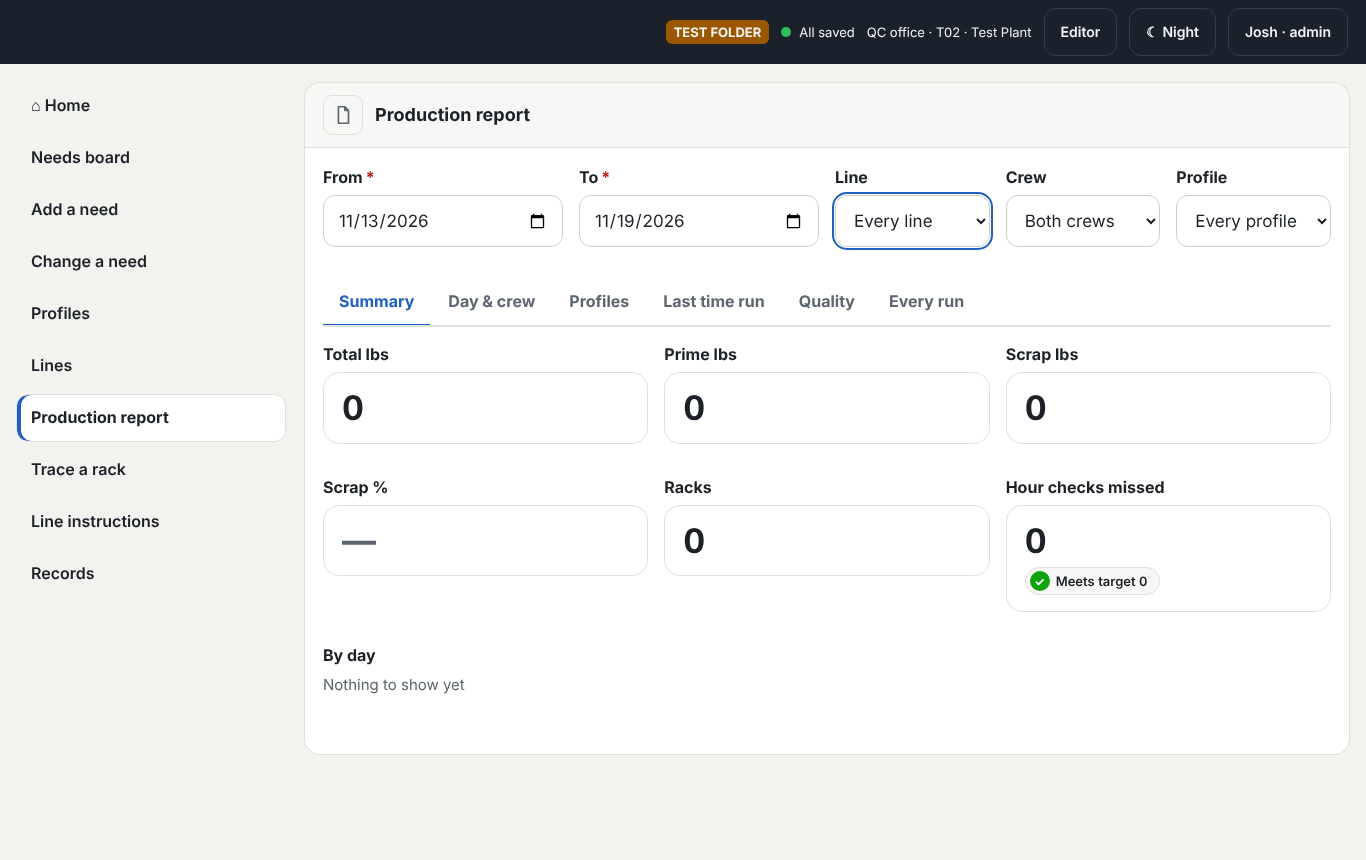 TEST FOLDER All saved QC office · T02 · Test Plant Editor ☾ Night Josh · admin
⌂ Home
Needs board
Add a need
Change a need
Profiles
Lines
Production report
Trace a rack
Line instructions
Records
Production report
From * To * Line Crew Profile
11/13/2026 11/19/2026 Every line Both crews Every profile
Summary Day & crew Profiles Last time run Quality Every run
Total lbs Prime lbs Scrap lbs
0 0 0
Scrap % Racks Hour checks missed
— 0 0
Meets target 0
By day
Nothing to show yet